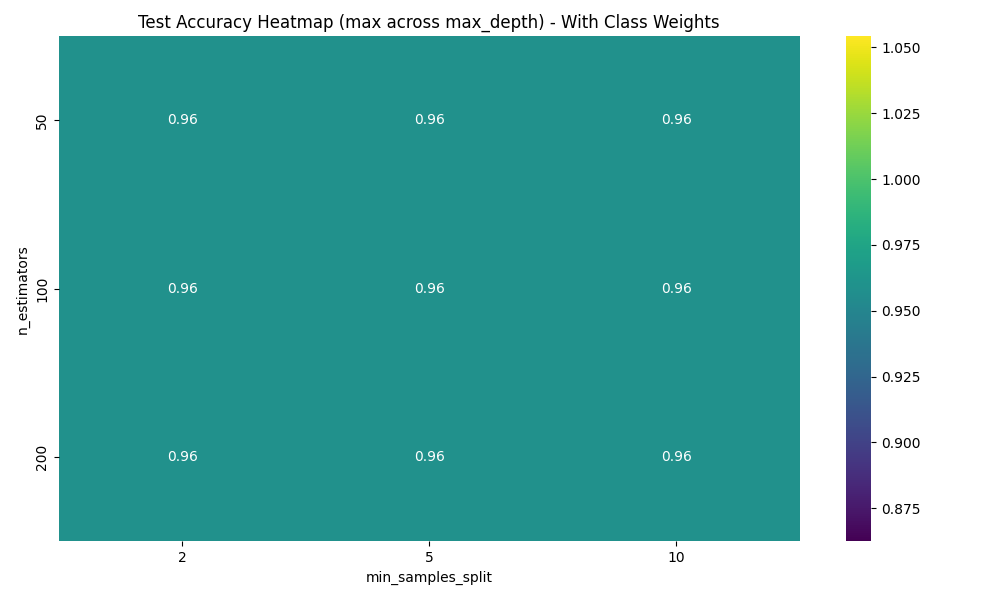 Test Accuracy Heatmap (max across max_depth) - With Class Weights
n_estimators
50
0.96 0.96 0.96
100
0.96 0.96 0.96
200
0.96 0.96 0.96
2 5 10
min_samples_split
1.050
1.025
1.000
0.975
0.950
0.925
0.900
0.875